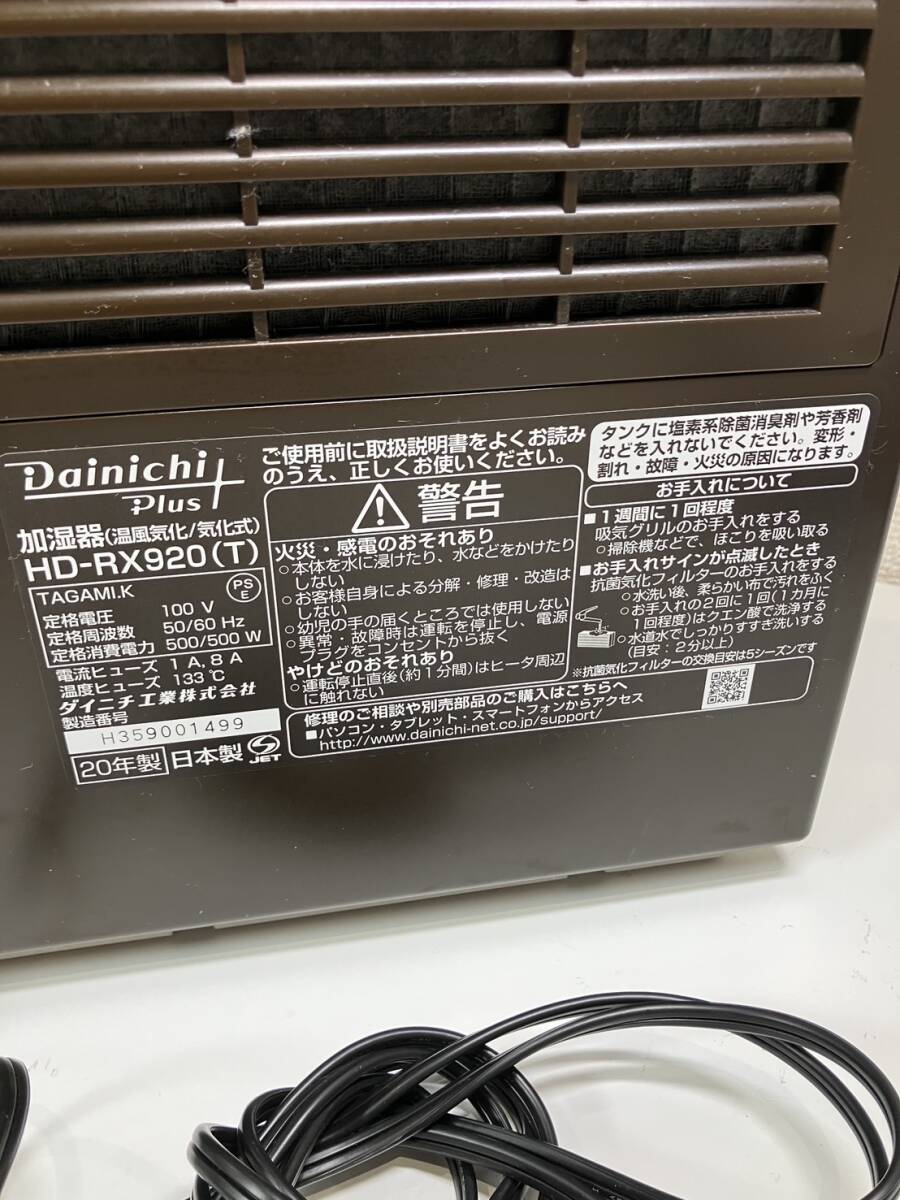 Dainichi
Plus
加湿器(温風気化/気化式)
HD-RX920(T)
TAGAMI.K
PS
E
定格電圧 100 V
定格周波数 50/60 Hz
定格消費電力 500/500 W
電流ヒューズ 1 A, 8 A
温度ヒューズ 133 ℃
ダイニチ工業株式会社
製造番号
H359001499
20年製 日本製 JET
ご使用前に取扱説明書をよくお読み
のうえ、正しくお使いください。
警告
火災・感電のおそれあり
○本体を水に浸けたり、水などをかけたり
しない
○お客様自身による分解・修理・改造は
しない
○幼児の手の届くところでは使用しない
○異常・故障時は運転を停止し、電源
プラグをコンセントから抜く
やけどのおそれあり
○運転停止直後(約1分間)はヒータ周辺
に触れない
タンクに塩素系除菌消臭剤や芳香剤
などを入れないでください。変形・
割れ・故障・火災の原因になります。
お手入れについて
■1週間に1回程度
吸気グリルのお手入れをする
○掃除機などで、ほこりを吸い取る
■お手入れサインが点滅したとき
抗菌気化フィルターのお手入れをする
○水洗い後、柔らかい布で汚れをふく
○お手入れの2回に1回(1カ月に
1回程度)はクエン酸で洗浄する
○水道水でしっかりすすぎ洗いする
(目安:2分以上)
※抗菌気化フィルターの交換目安は5シーズンです
修理のご相談や別売部品のご購入はこちらへ
■パソコン・タブレット・スマートフォンからアクセス
http://www.dainichi-net.co.jp/support/